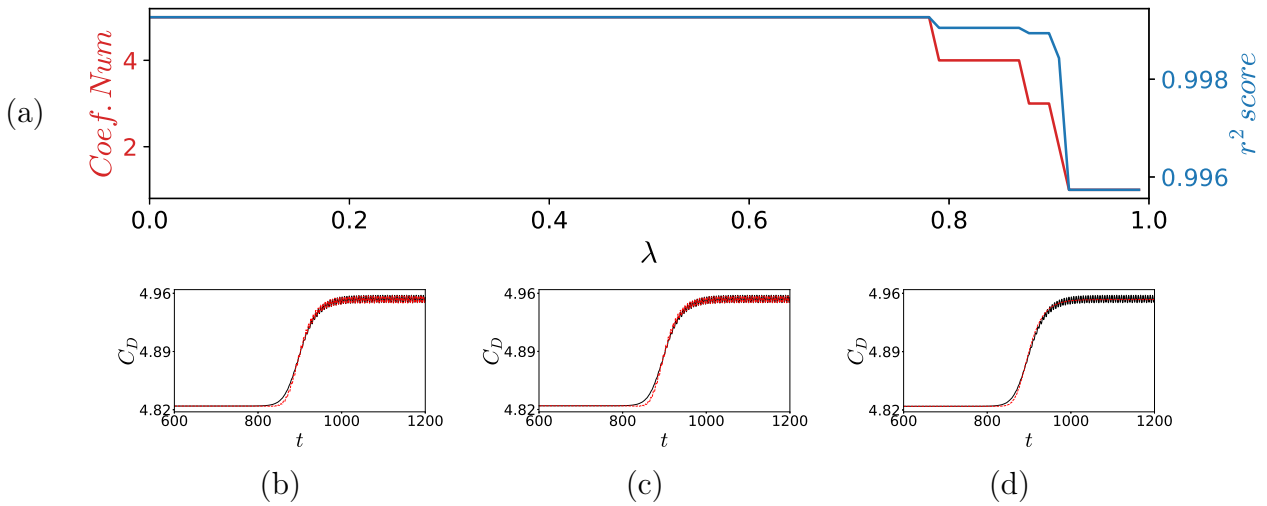 (a)
Coef. Num
4
2
0.998
0.996
r² score
0.0 0.2 0.4 0.6 0.8 1.0
λ
4.96
4.89
4.82
C_D
600 800 1000 1200
t
(b)
4.96
4.89
4.82
C_D
600 800 1000 1200
t
(c)
4.96
4.89
4.82
C_D
600 800 1000 1200
t
(d)